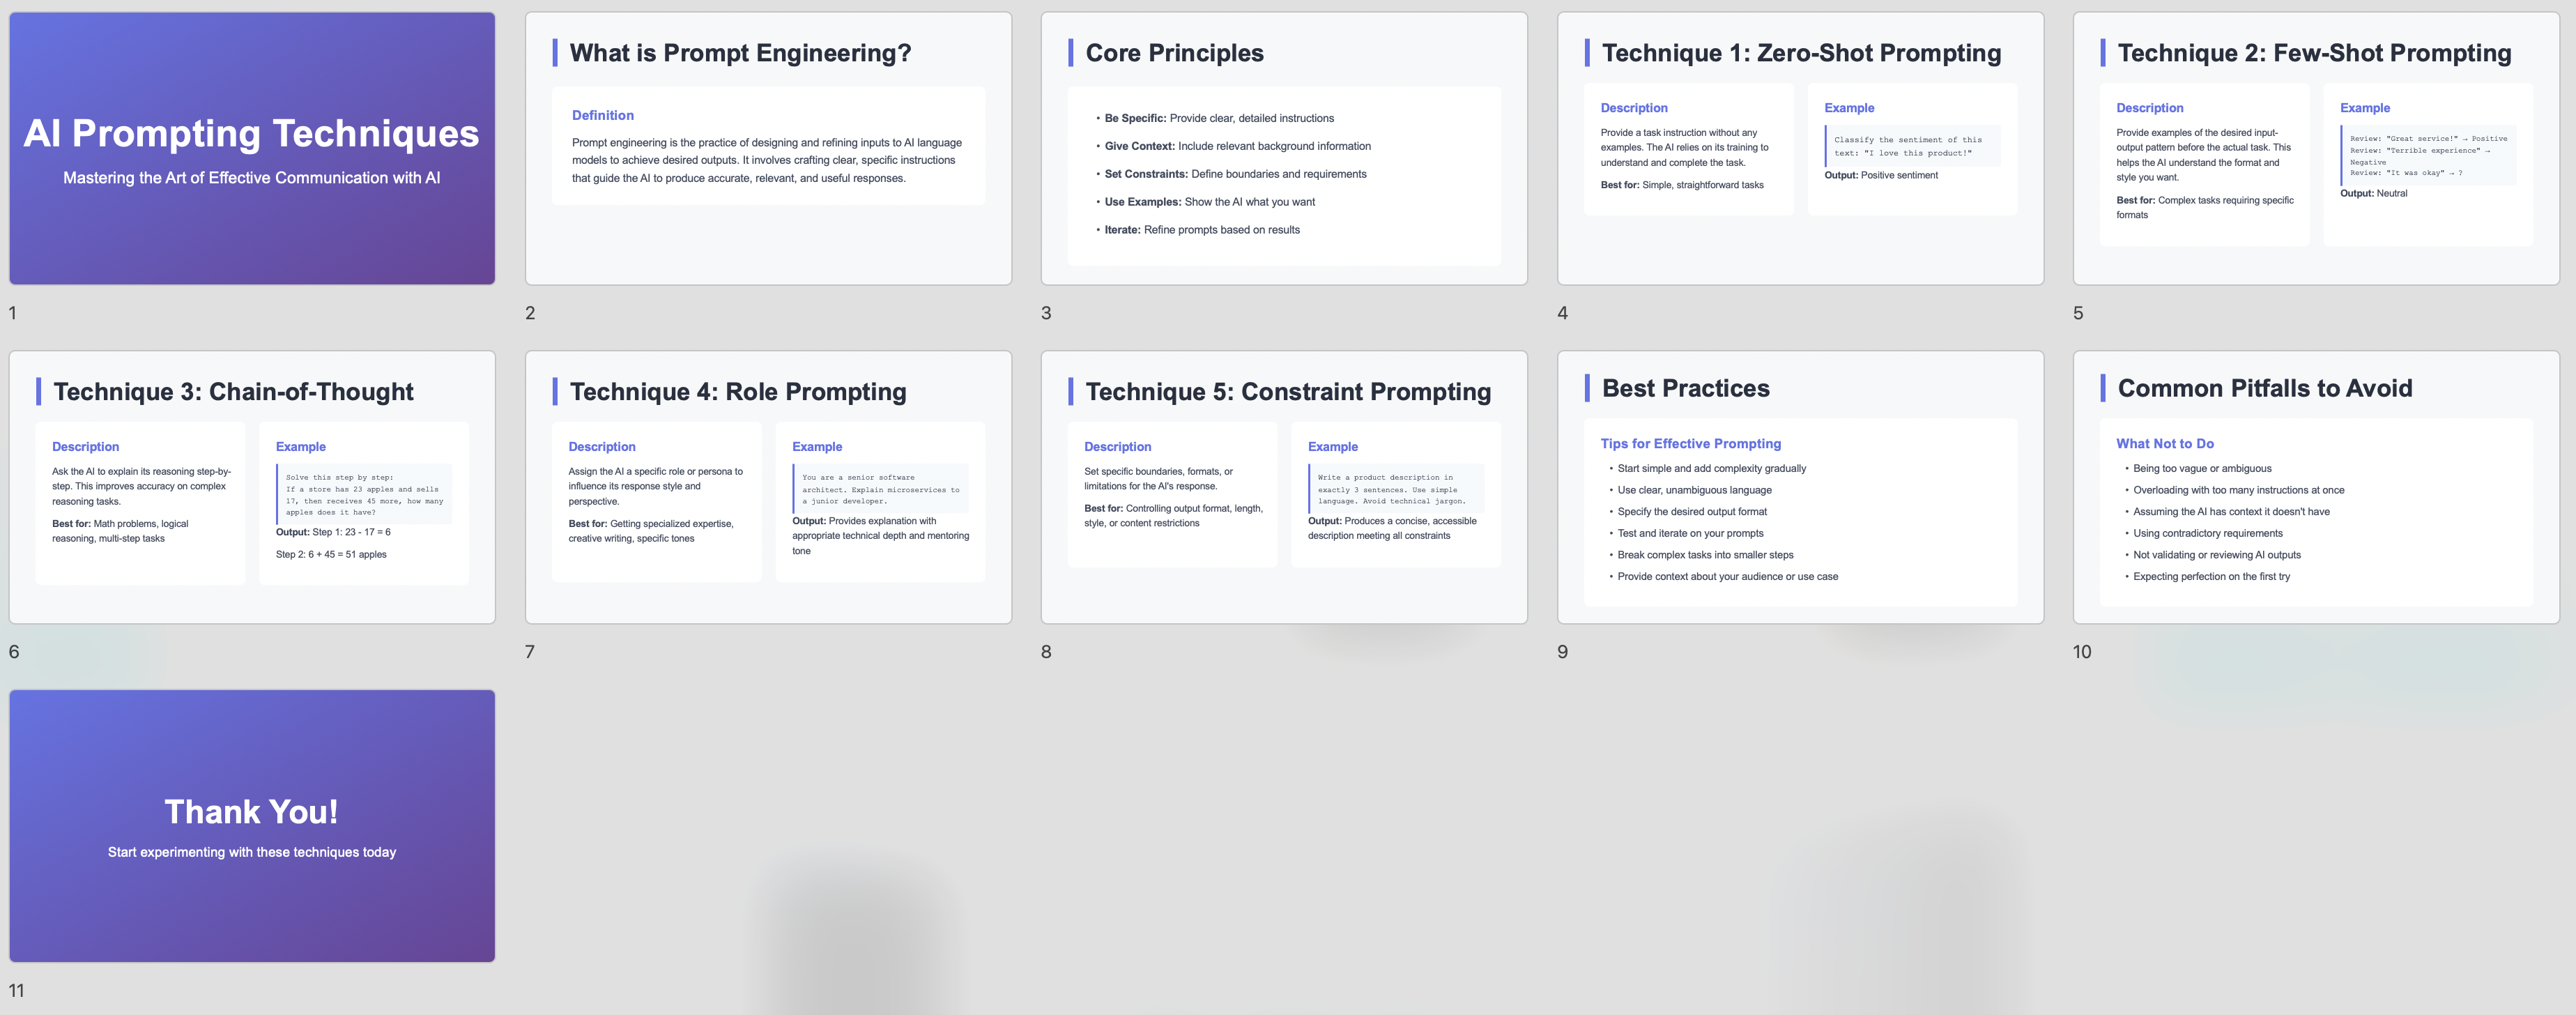 AI Prompting Techniques
Mastering the Art of Effective Communication with AI
1
What is Prompt Engineering?
Definition
Prompt engineering is the practice of designing and refining inputs to AI language
models to achieve desired outputs. It involves crafting clear, specific instructions
that guide the AI to produce accurate, relevant, and useful responses.
2
Core Principles
• Be Specific: Provide clear, detailed instructions
• Give Context: Include relevant background information
• Set Constraints: Define boundaries and requirements
• Use Examples: Show the AI what you want
• Iterate: Refine prompts based on results
3
Technique 1: Zero-Shot Prompting
Description
Provide a task instruction without any
examples. The AI relies on its training to
understand and complete the task.
Best for: Simple, straightforward tasks
Example
Classify the sentiment of this
text: "I love this product!"
Output: Positive sentiment
4
Technique 2: Few-Shot Prompting
Description
Provide examples of the desired input-
output pattern before the actual task. This
helps the AI understand the format and
style you want.
Best for: Complex tasks requiring specific
formats
Example
Review: "Great service!" → Positive
Review: "Terrible experience" →
Negative
Review: "It was okay" → ?
Output: Neutral
5
Technique 3: Chain-of-Thought
Description
Ask the AI to explain its reasoning step-by-
step. This improves accuracy on complex
reasoning tasks.
Best for: Math problems, logical
reasoning, multi-step tasks
Example
Solve this step by step:
If a store has 23 apples and sells
17, then receives 45 more, how many
apples does it have?
Output: Step 1: 23 - 17 = 6
Step 2: 6 + 45 = 51 apples
6
Technique 4: Role Prompting
Description
Assign the AI a specific role or persona to
influence its response style and
perspective.
Best for: Getting specialized expertise,
creative writing, specific tones
Example
You are a senior software
architect. Explain microservices to
a junior developer.
Output: Provides explanation with
appropriate technical depth and mentoring
tone
7
Technique 5: Constraint Prompting
Description
Set specific boundaries, formats, or
limitations for the AI's response.
Best for: Controlling output format, length,
style, or content restrictions
Example
Write a product description in
exactly 3 sentences. Use simple
language. Avoid technical jargon.
Output: Produces a concise, accessible
description meeting all constraints
8
Best Practices
Tips for Effective Prompting
• Start simple and add complexity gradually
• Use clear, unambiguous language
• Specify the desired output format
• Test and iterate on your prompts
• Break complex tasks into smaller steps
• Provide context about your audience or use case
9
Common Pitfalls to Avoid
What Not to Do
• Being too vague or ambiguous
• Overloading with too many instructions at once
• Assuming the AI has context it doesn't have
• Using contradictory requirements
• Not validating or reviewing AI outputs
• Expecting perfection on the first try
10
Thank You!
Start experimenting with these techniques today
11